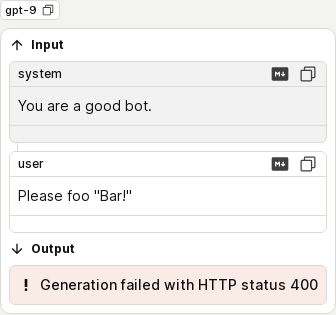 gpt-9
Input
system
M↓
You are a good bot.
user
M↓
Please foo "Bar!"
Output
! Generation failed with HTTP status 400